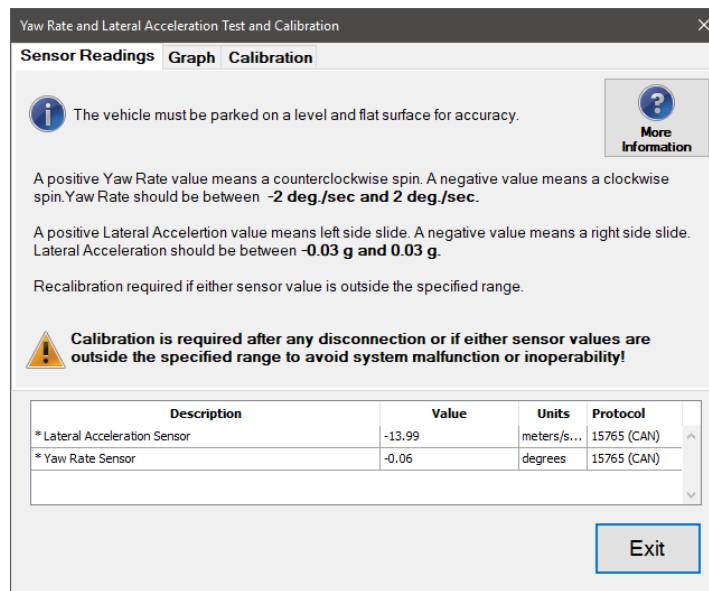 Yaw Rate and Lateral Acceleration Test and Calibration
Sensor Readings Graph Calibration
The vehicle must be parked on a level and flat surface for accuracy.
More
Information
A positive Yaw Rate value means a counterclockwise spin. A negative value means a clockwise
spin.Yaw Rate should be between -2 deg./sec and 2 deg./sec.
A positive Lateral Accelertion value means left side slide. A negative value means a right side slide.
Lateral Acceleration should be between -0.03 g and 0.03 g.
Recalibration required if either sensor value is outside the specified range.
Calibration is required after any disconnection or if either sensor values are
outside the specified range to avoid system malfunction or inoperability!
Description Value Units Protocol
* Lateral Acceleration Sensor -13.99 meters/s... 15765 (CAN)
* Yaw Rate Sensor -0.06 degrees 15765 (CAN)
Exit